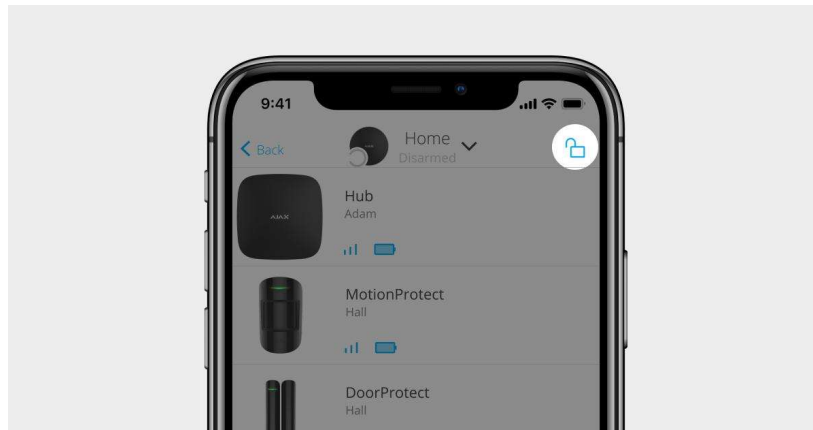 9:41
Back
Home
Disarmed
AJAX
Hub
Adam
MotionProtect
Hall
DoorProtect
Hall